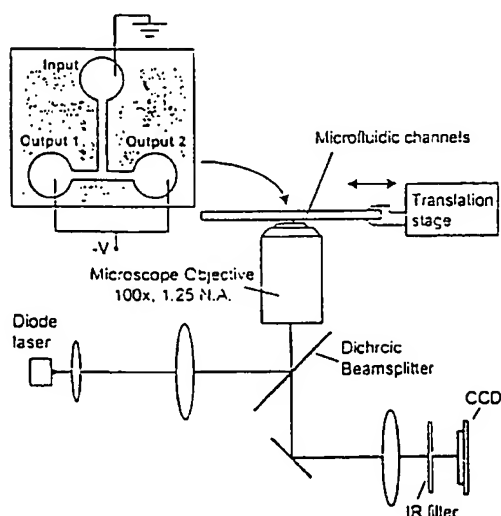 Input
Output 1
Output 2
-V
Microfluidic channels
Translation
stage
Microscope Objective
100x, 1.25 N.A.
Diode
laser
Dichroic
Beamsplitter
CCD
IR filter